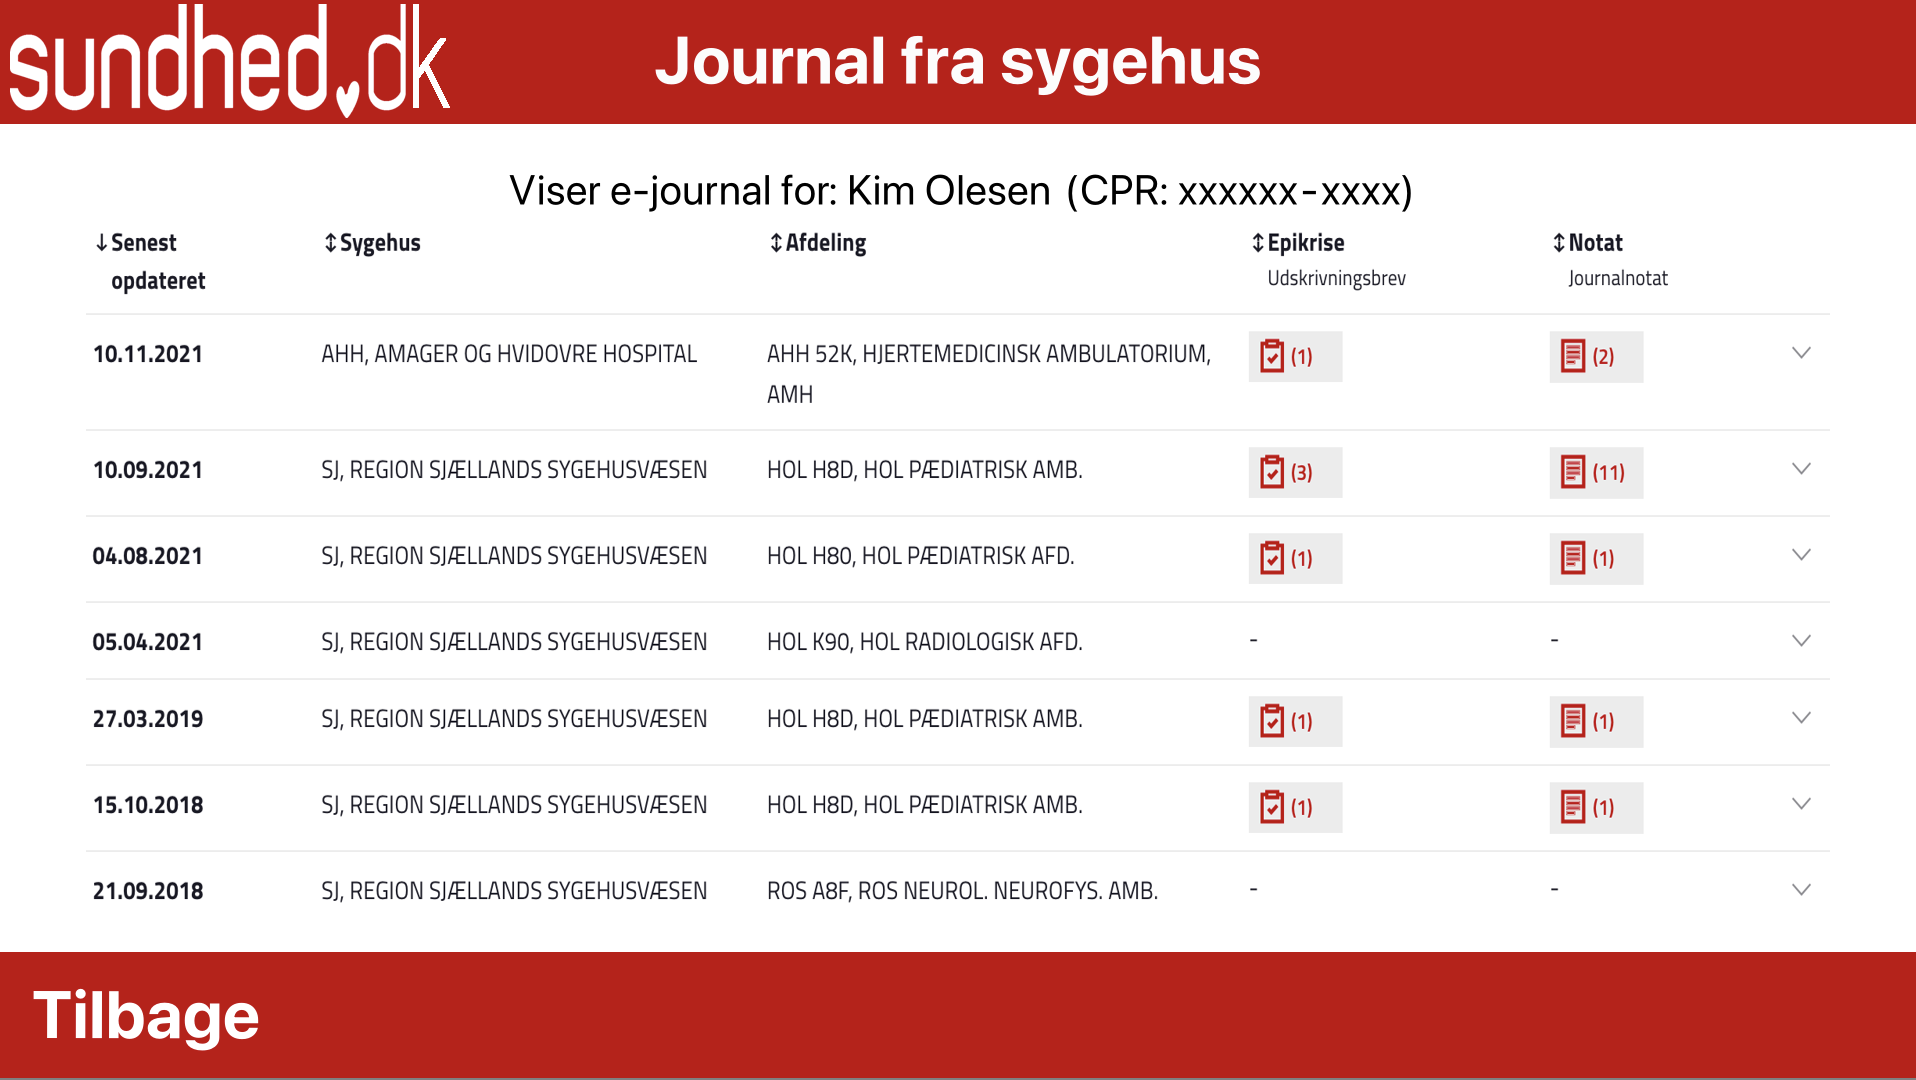 sundhed.dk
Journal fra sygehus
Viser e-journal for: Kim Olesen (CPR: xxxxxx-xxxx)
↓ Senest opdateret ↕ Sygehus ↕ Afdeling ↕ Epikrise Udskrivningsbrev ↕ Notat Journalnotat
10.11.2021 AHH, AMAGER OG HVIDOVRE HOSPITAL AHH 52K, HJERTEMEDICINSK AMBULATORIUM, (1) (2)
AMH
10.09.2021 SJ, REGION SJÆLLANDS SYGEHUSVÆSEN HOL H8D, HOL PÆDIATRISK AMB. (3) (11)
04.08.2021 SJ, REGION SJÆLLANDS SYGEHUSVÆSEN HOL H80, HOL PÆDIATRISK AFD. (1) (1)
05.04.2021 SJ, REGION SJÆLLANDS SYGEHUSVÆSEN HOL K90, HOL RADIOLOGISK AFD. - -
27.03.2019 SJ, REGION SJÆLLANDS SYGEHUSVÆSEN HOL H8D, HOL PÆDIATRISK AMB. (1) (1)
15.10.2018 SJ, REGION SJÆLLANDS SYGEHUSVÆSEN HOL H8D, HOL PÆDIATRISK AMB. (1) (1)
21.09.2018 SJ, REGION SJÆLLANDS SYGEHUSVÆSEN ROS A8F, ROS NEUROL. NEUROFYS. AMB. - -
Tilbage